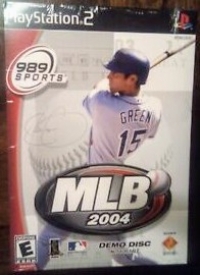 PlayStation 2
989
SPORTS
GREEN
15
MLB
2004
E
DEMO DISC